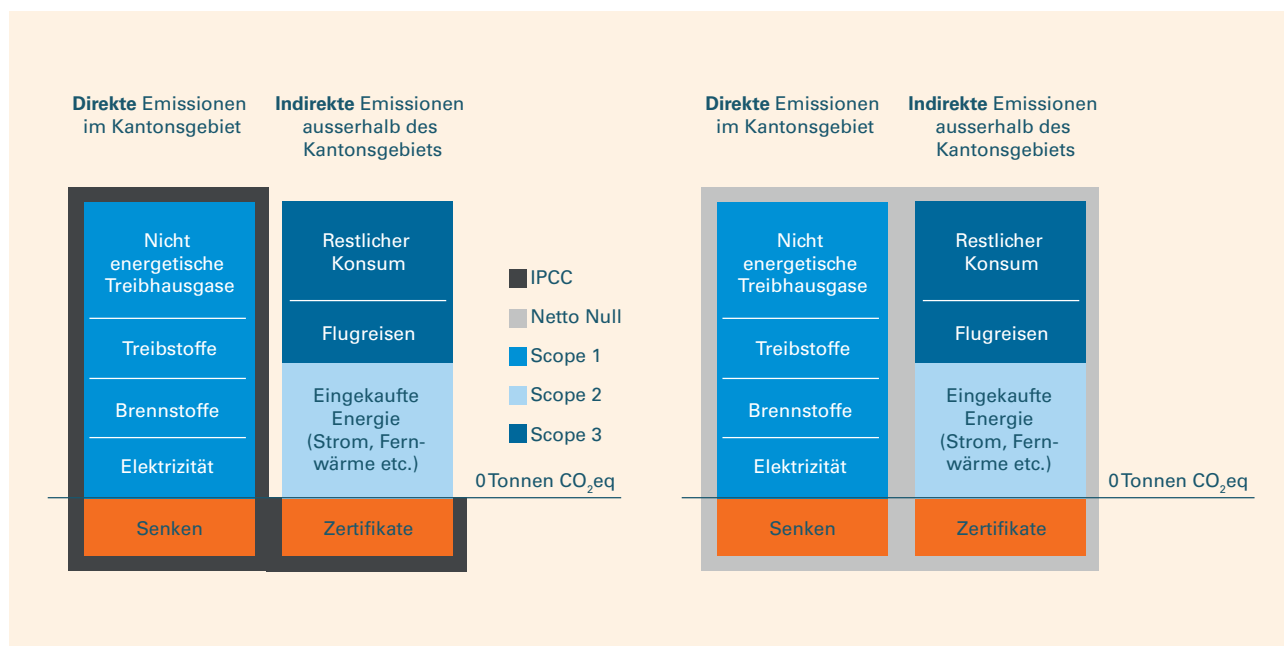 Direkte Emissionen
im Kantonsgebiet
Indirekte Emissionen
ausserhalb des
Kantonsgebiets
Nicht
energetische
Treibhausgase
Treibstoffe
Brennstoffe
Elektrizität
Senken
Restlicher
Konsum
Flugreisen
Eingekaufte
Energie
(Strom, Fern-
wärme etc.)
Zertifikate
0 Tonnen CO₂eq
IPCC
Netto Null
Scope 1
Scope 2
Scope 3
Direkte Emissionen
im Kantonsgebiet
Indirekte Emissionen
ausserhalb des
Kantonsgebiets
Nicht
energetische
Treibhausgase
Treibstoffe
Brennstoffe
Elektrizität
Senken
Restlicher
Konsum
Flugreisen
Eingekaufte
Energie
(Strom, Fern-
wärme etc.)
Zertifikate
0 Tonnen CO₂eq